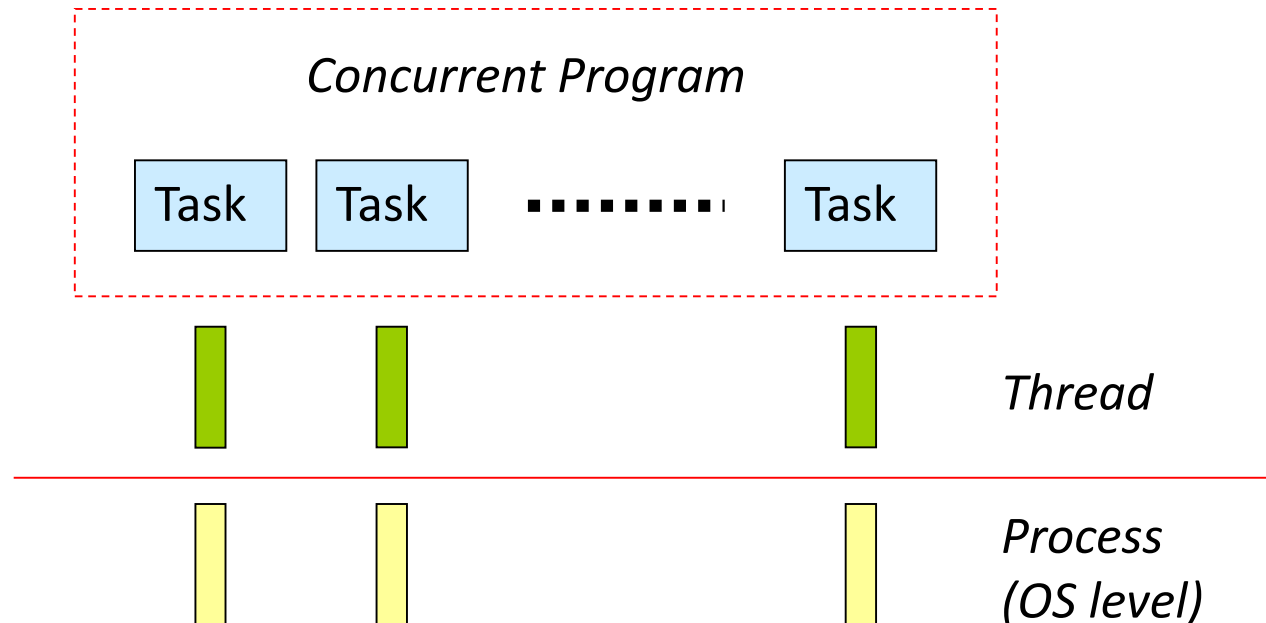 Concurrent Program
Task
Task
Task
Thread
Process
(OS level)